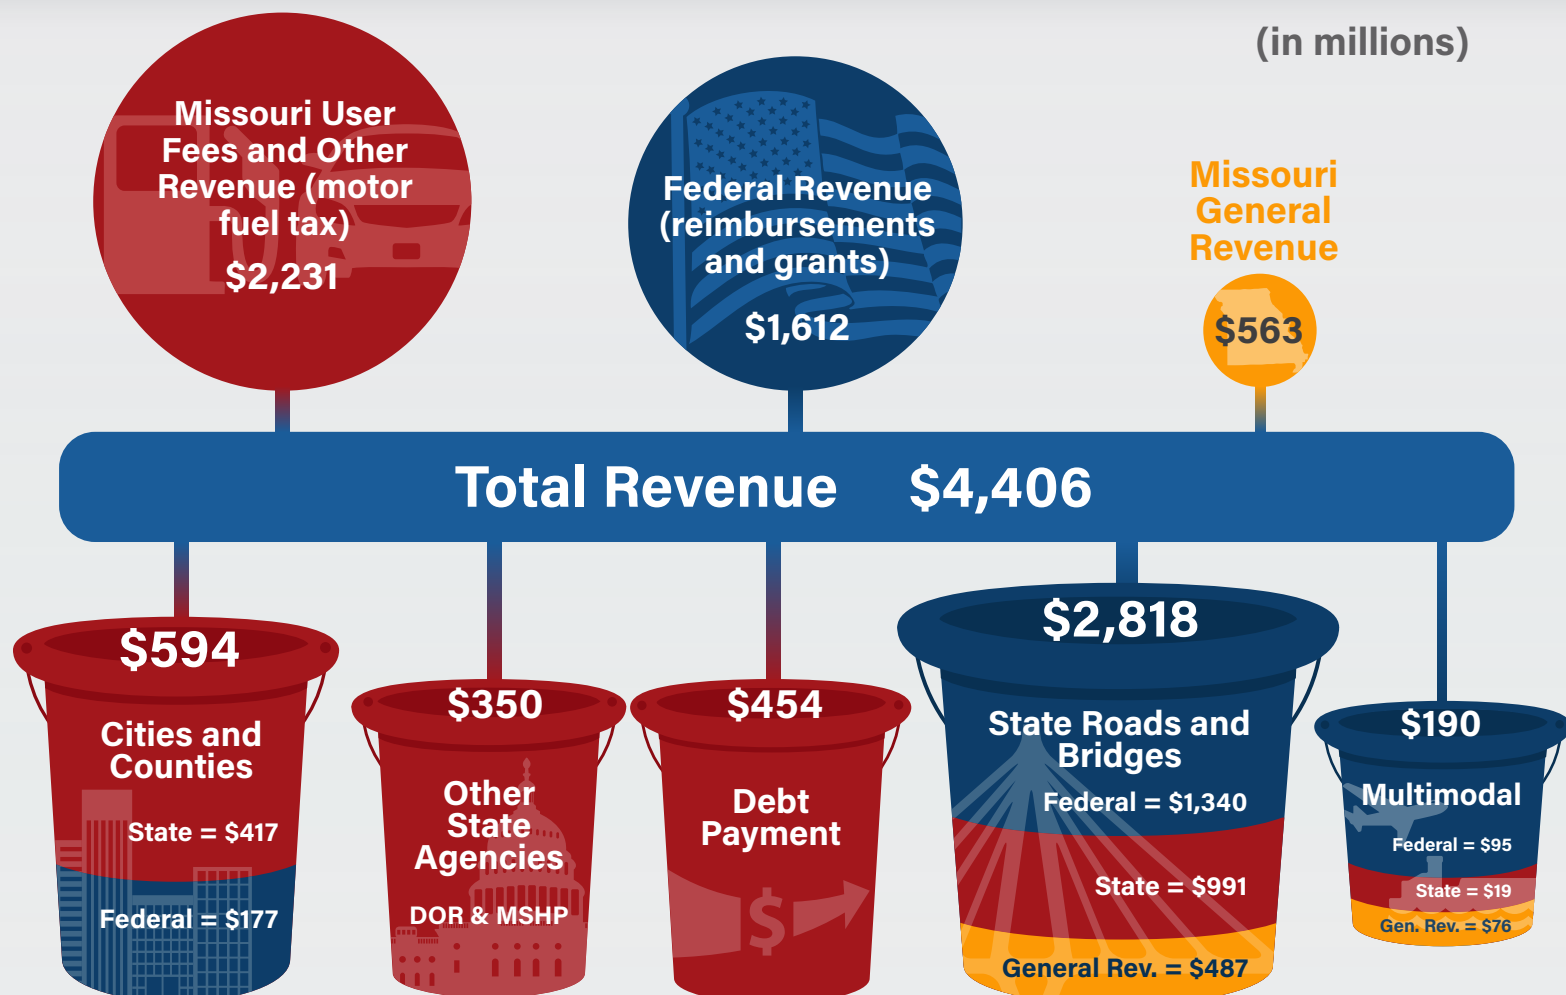 (in millions)
Missouri User
Fees and Other
Revenue (motor
fuel tax)
$2,231
Federal Revenue
(reimbursements
and grants)
$1,612
Missouri
General
Revenue
$563
Total Revenue $4,406
$594
Cities and
Counties
State = $417
Federal = $177
$350
Other
State
Agencies
DOR & MSHP
$454
Debt
Payment
$
$2,818
State Roads and
Bridges
Federal = $1,340
State = $991
General Rev. = $487
$190
Multimodal
Federal = $95
State = $19
Gen. Rev. = $76